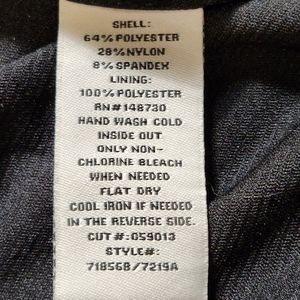 SHELL:
64% POLYESTER
28% NYLON
8% SPANDEX
LINING:
100% POLYESTER
RN#148730
HAND WASH COLD
INSIDE OUT
ONLY NON-
CHLORINE BLEACH
WHEN NEEDED
FLAT DRY
COOL IRON IF NEEDED
IN THE REVERSE SIDE.
CUT#:059013
STYLE#:
718568/7219A